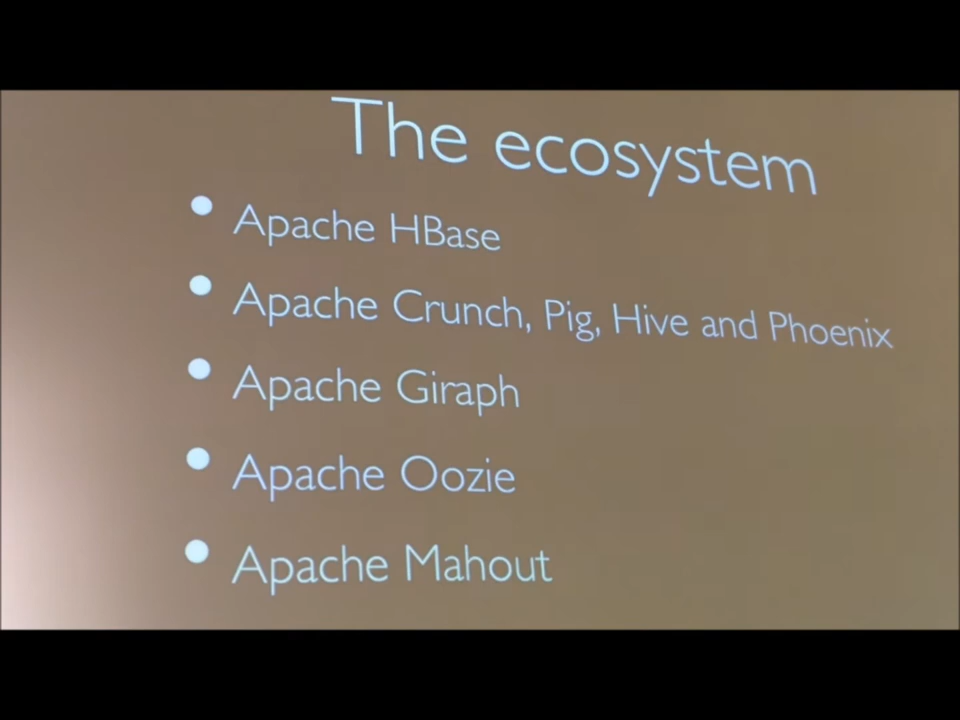 The ecosystem
• Apache HBase
• Apache Crunch, Pig, Hive and Phoenix
• Apache Giraph
• Apache Oozie
• Apache Mahout